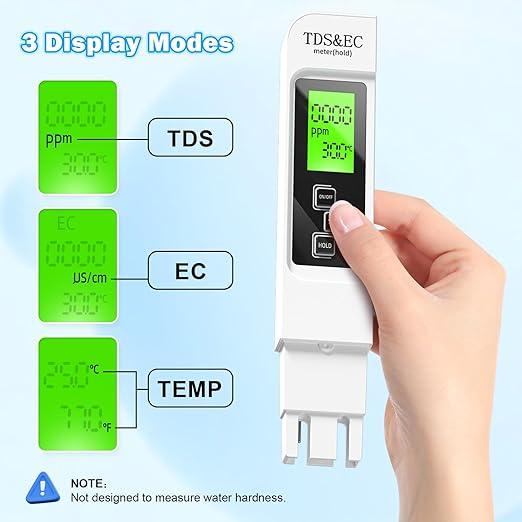 3 Display Modes
TDS&EC
meter(hold)
0000
ppm
30.0°C
ON/OFF
HOLD
0000
ppm
30.0°C
TDS
EC
0000
µS/cm
30.0°C
EC
25.0°C
77.0°F
TEMP
NOTE:
Not designed to measure water hardness.